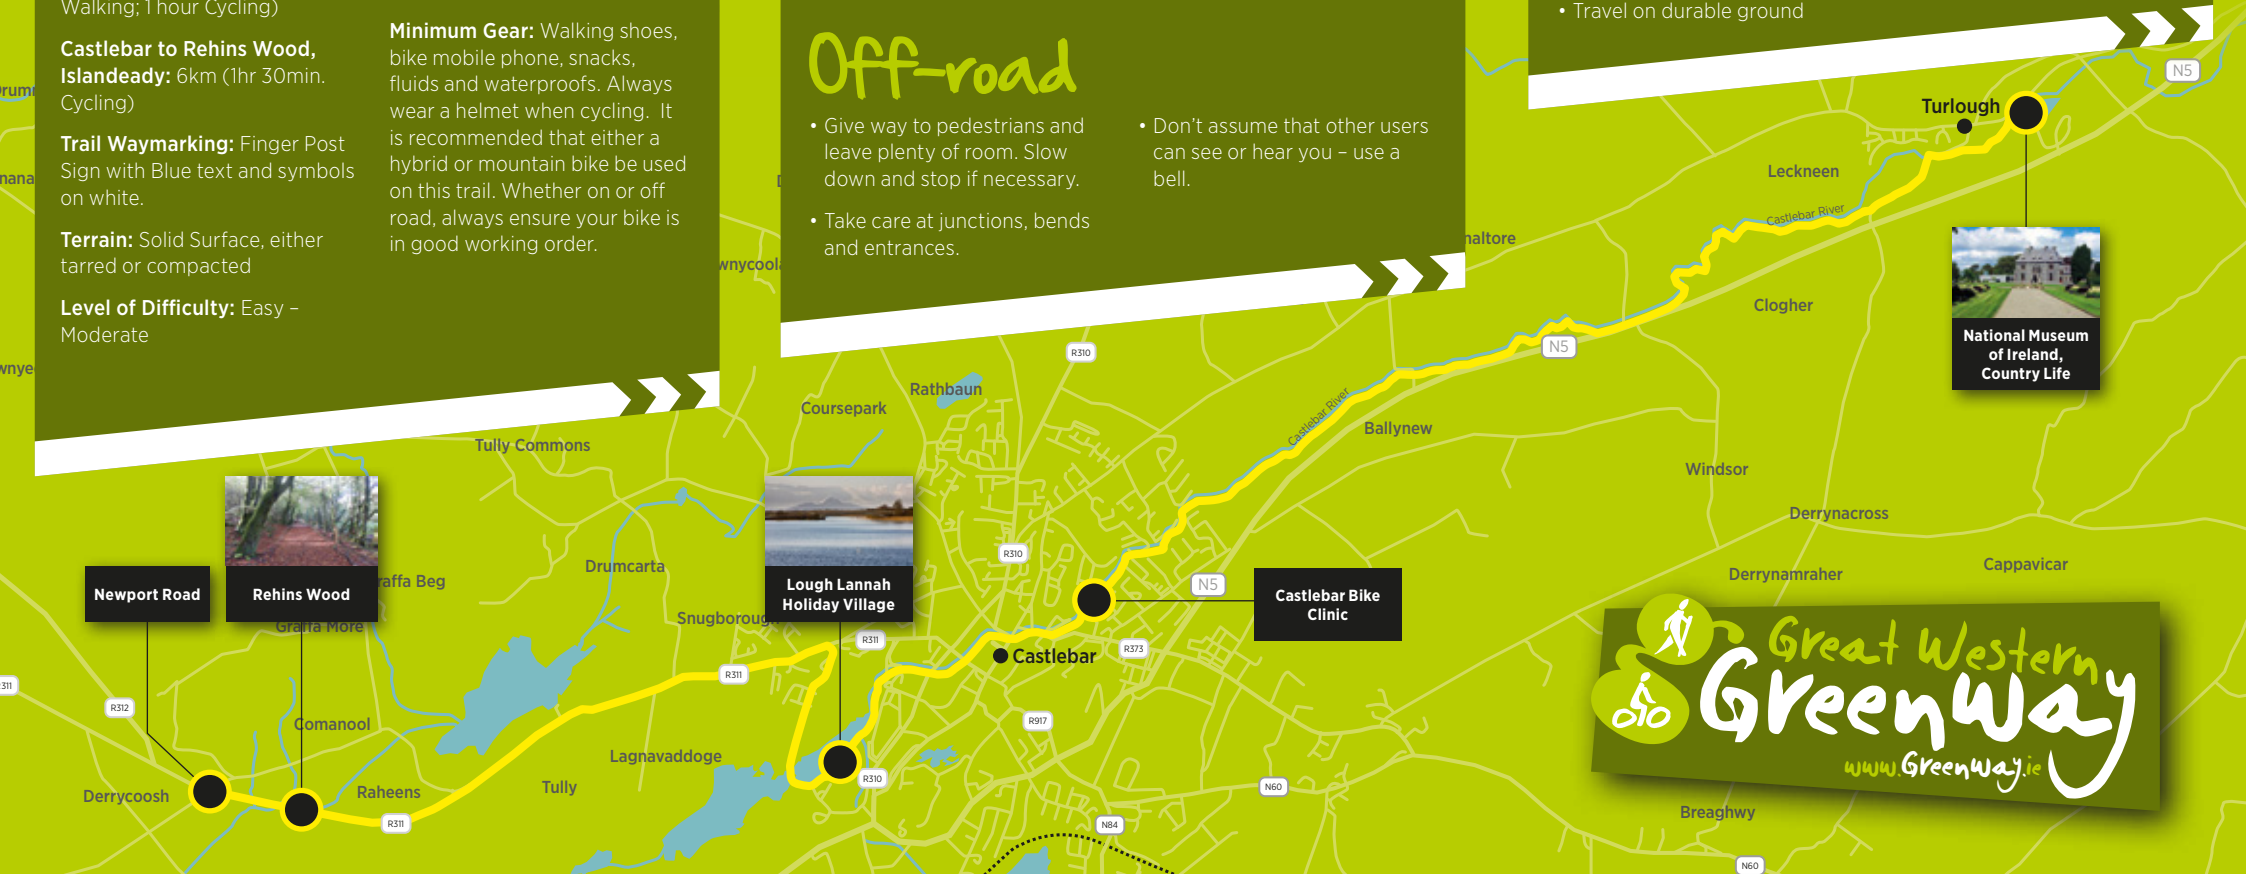 Walking; 1 hour Cycling)
Castlebar to Rehins Wood,
Islandeady: 6km (1hr 30min.
Cycling)
Trail Waymarking: Finger Post
Sign with Blue text and symbols
on white.
Terrain: Solid Surface, either
tarred or compacted
Level of Difficulty: Easy –
Moderate
Minimum Gear: Walking shoes,
bike mobile phone, snacks,
fluids and waterproofs. Always
wear a helmet when cycling. It
is recommended that either a
hybrid or mountain bike be used
on this trail. Whether on or off
road, always ensure your bike is
in good working order.
Off-road
• Give way to pedestrians and
leave plenty of room. Slow
down and stop if necessary.
• Take care at junctions, bends
and entrances.
• Don't assume that other users
can see or hear you – use a
bell.
• Travel on durable ground
N5
Turlough
Leckneen
Castlebar River
Clogher
National Museum
of Ireland,
Country Life
N5
R310
Rathbaun
Coursepark
Castlebar River
Ballynew
Tully Commons
Windsor
Derrynacross
Cappavicar
Derrynamraher
Drumcarta
R310
N5
Castlebar Bike
Clinic
Newport Road
Rehins Wood
Graffa More
Lough Lannah
Holiday Village
R311
R311
R373
Castlebar
R312
Comanool
R917
Lagnavaddoge
R310
N60
Derrycoosh
Raheens
Tully
R311
N84
Breaghwy
N60
Great Western
Greenway
www.Greenway.ie